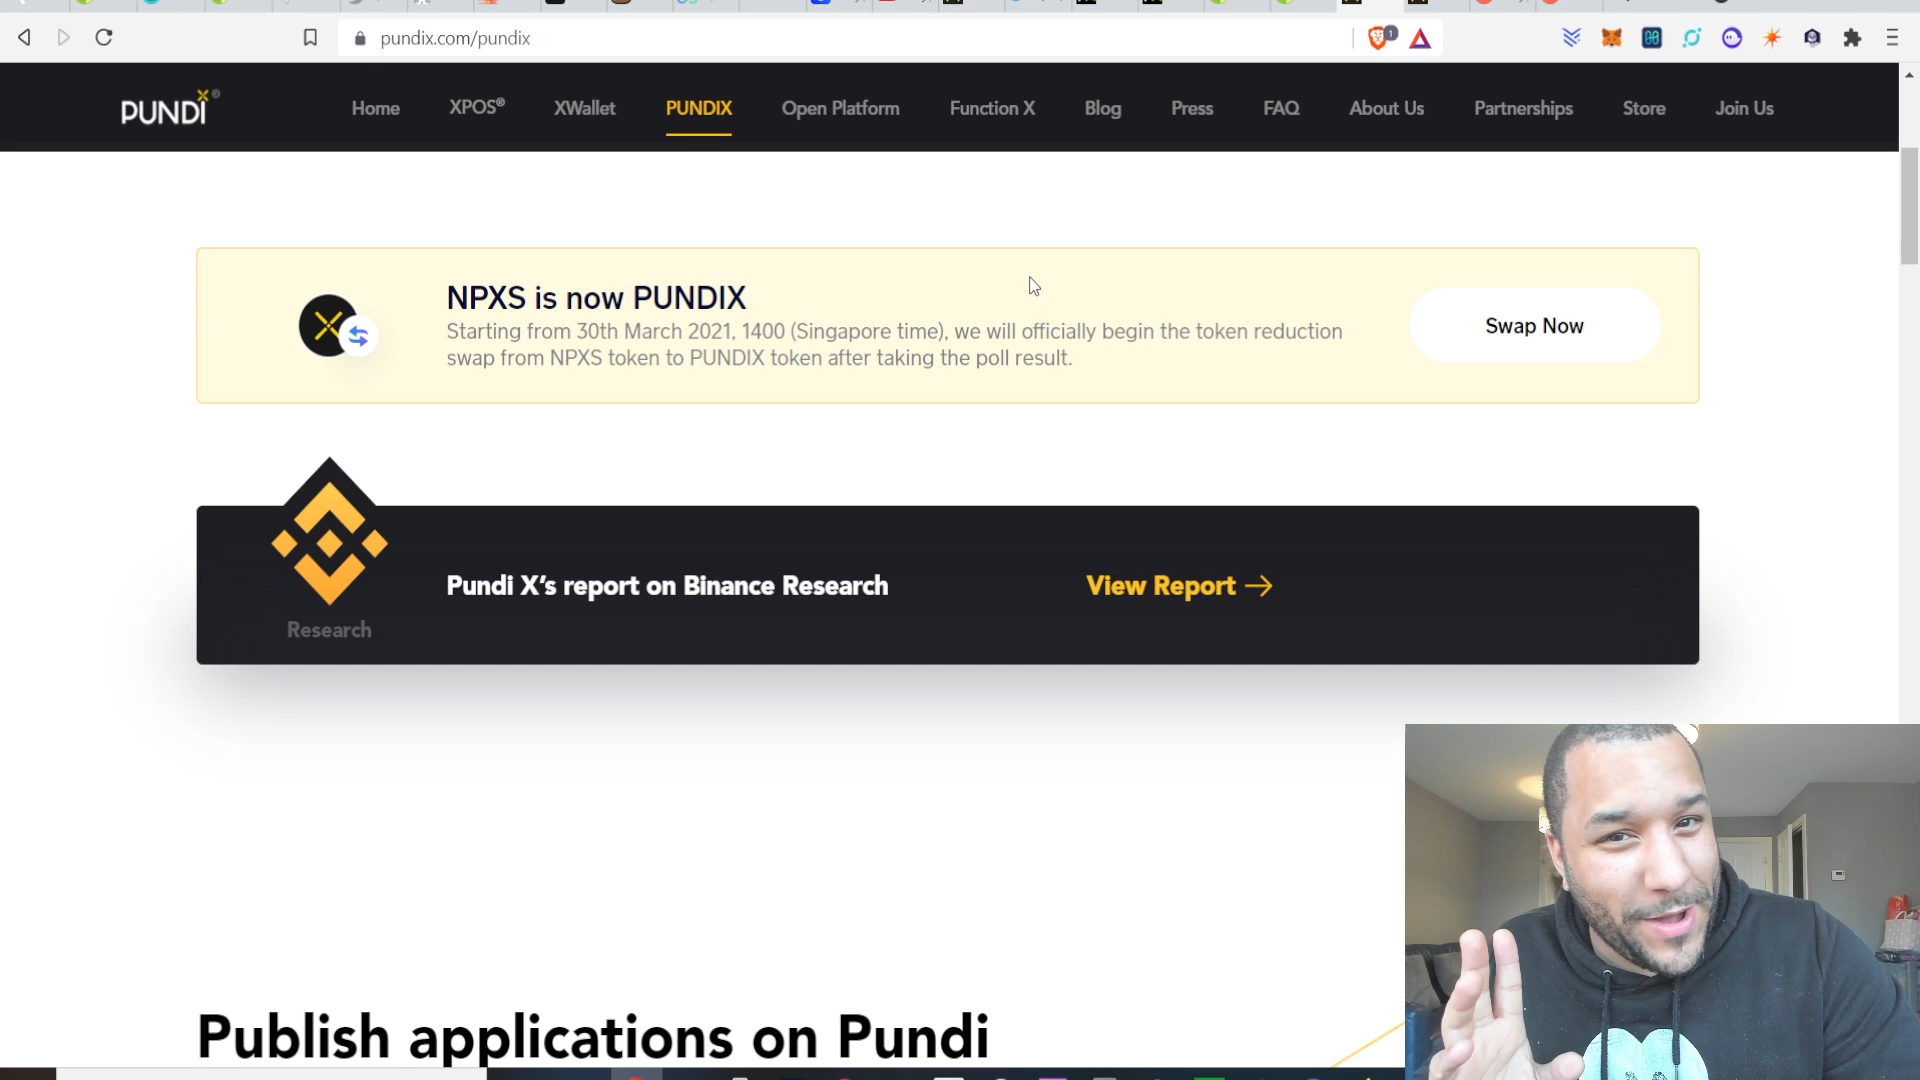 pundix.com/pundix
1
PUNDI X®
Home XPOS® XWallet PUNDIX Open Platform Function X Blog Press FAQ About Us Partnerships Store Join Us
NPXS is now PUNDIX
Starting from 30th March 2021, 1400 (Singapore time), we will officially begin the token reduction
swap from NPXS token to PUNDIX token after taking the poll result.
Swap Now
Pundi X’s report on Binance Research
View Report →
Research
Publish applications on Pundi